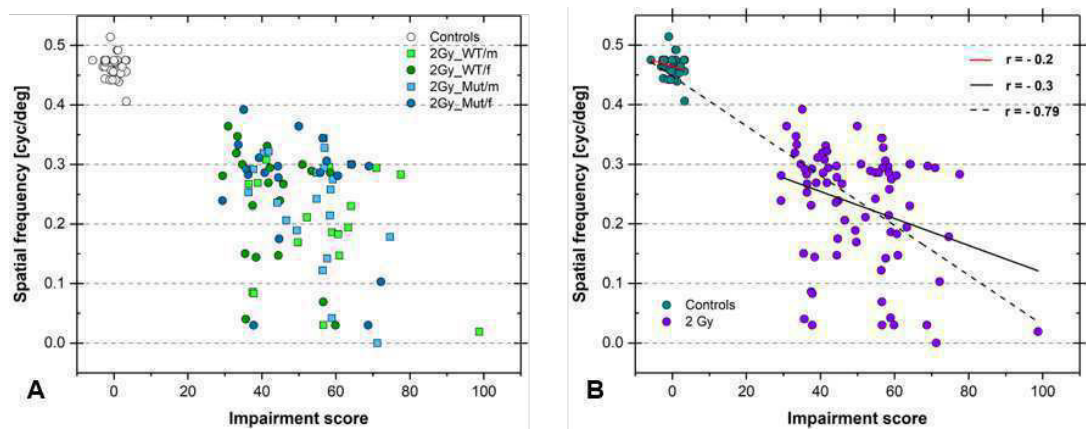 Controls
2Gy_WT/m
2Gy_WT/f
2Gy_Mut/m
2Gy_Mut/f
0.5
0.4
0.3
0.2
0.1
0.0
Spatial frequency [cyc/deg]
0 20 40 60 80 100
Impairment score
A
r = - 0.2
r = - 0.3
r = - 0.79
0.5
0.4
0.3
0.2
0.1
0.0
Spatial frequency [cyc/deg]
Controls
2 Gy
0 20 40 60 80 100
Impairment score
B